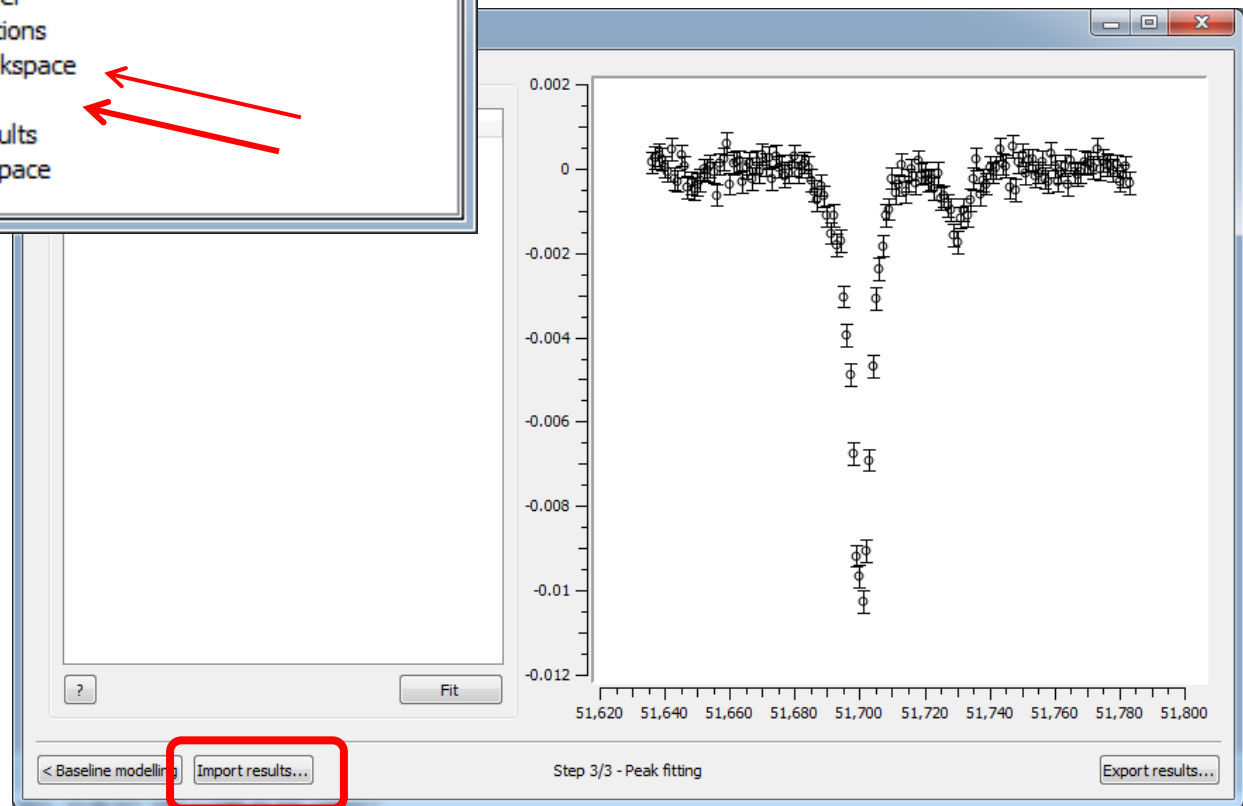 tions
kspace
ults
pace
0.002
0
-0.002
-0.004
-0.006
-0.008
-0.01
-0.012
51,620 51,640 51,660 51,680 51,700 51,720 51,740 51,760 51,780 51,800
? Fit
< Baseline modelling Import results... Step 3/3 - Peak fitting Export results...